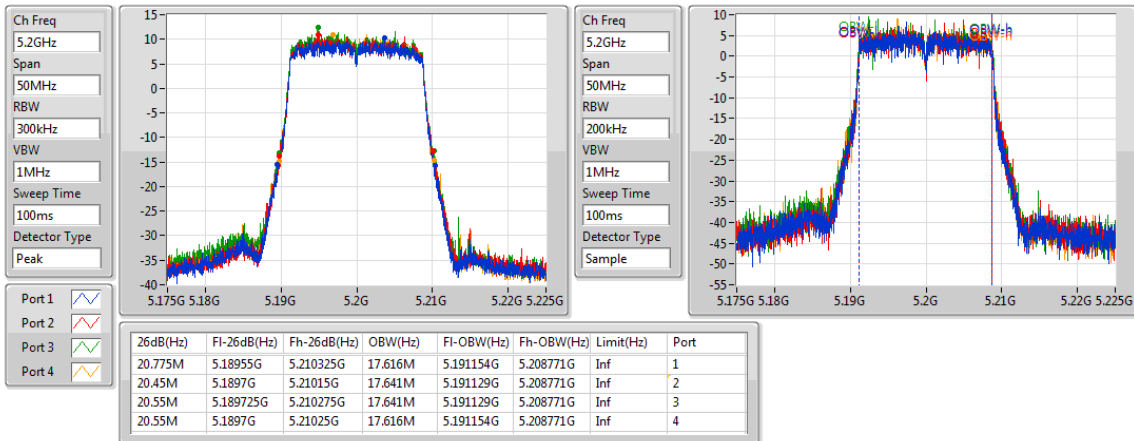 Ch Freq
5.2GHz
Span
50MHz
RBW
300kHz
VBW
1MHz
Sweep Time
100ms
Detector Type
Peak
15
10
5
0
-5
-10
-15
-20
-25
-30
-35
-40
5.175G 5.18G 5.19G 5.2G 5.21G 5.22G 5.225G
Ch Freq
5.2GHz
Span
50MHz
RBW
200kHz
VBW
1MHz
Sweep Time
100ms
Detector Type
Sample
10
5
0
-5
-10
-15
-20
-25
-30
-35
-40
-45
-50
-55
OBW-h
5.175G 5.18G 5.19G 5.2G 5.21G 5.22G 5.225G
Port 1
Port 2
Port 3
Port 4
26dB(Hz) Fl-26dB(Hz) Fh-26dB(Hz) OBW(Hz) Fl-OBW(Hz) Fh-OBW(Hz) Limit(Hz) Port
20.775M 5.18955G 5.210325G 17.616M 5.191154G 5.208771G Inf 1
20.45M 5.1897G 5.21015G 17.641M 5.191129G 5.208771G Inf 2
20.55M 5.189725G 5.210275G 17.641M 5.191129G 5.208771G Inf 3
20.55M 5.1897G 5.21025G 17.616M 5.191154G 5.208771G Inf 4